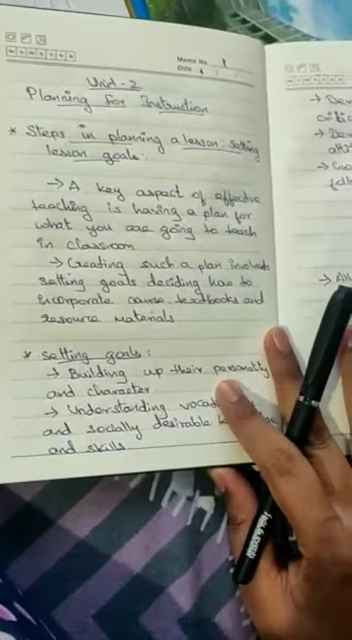 Memo No. 1
Date / /
Unit-2
Planning For Instruction
* Steps in planning a lesson: Setting
lesson goals:
→ A key aspect of effective
teaching is having a plan for
what you are going to teach
in classroom
→ Creating such a plan involves
setting goals deciding how to
incorporate course, textbooks and
resource materials
* Setting goals:
→ Building up their personality
and character.
→ Understanding
and socially desirable
and skills
→ All